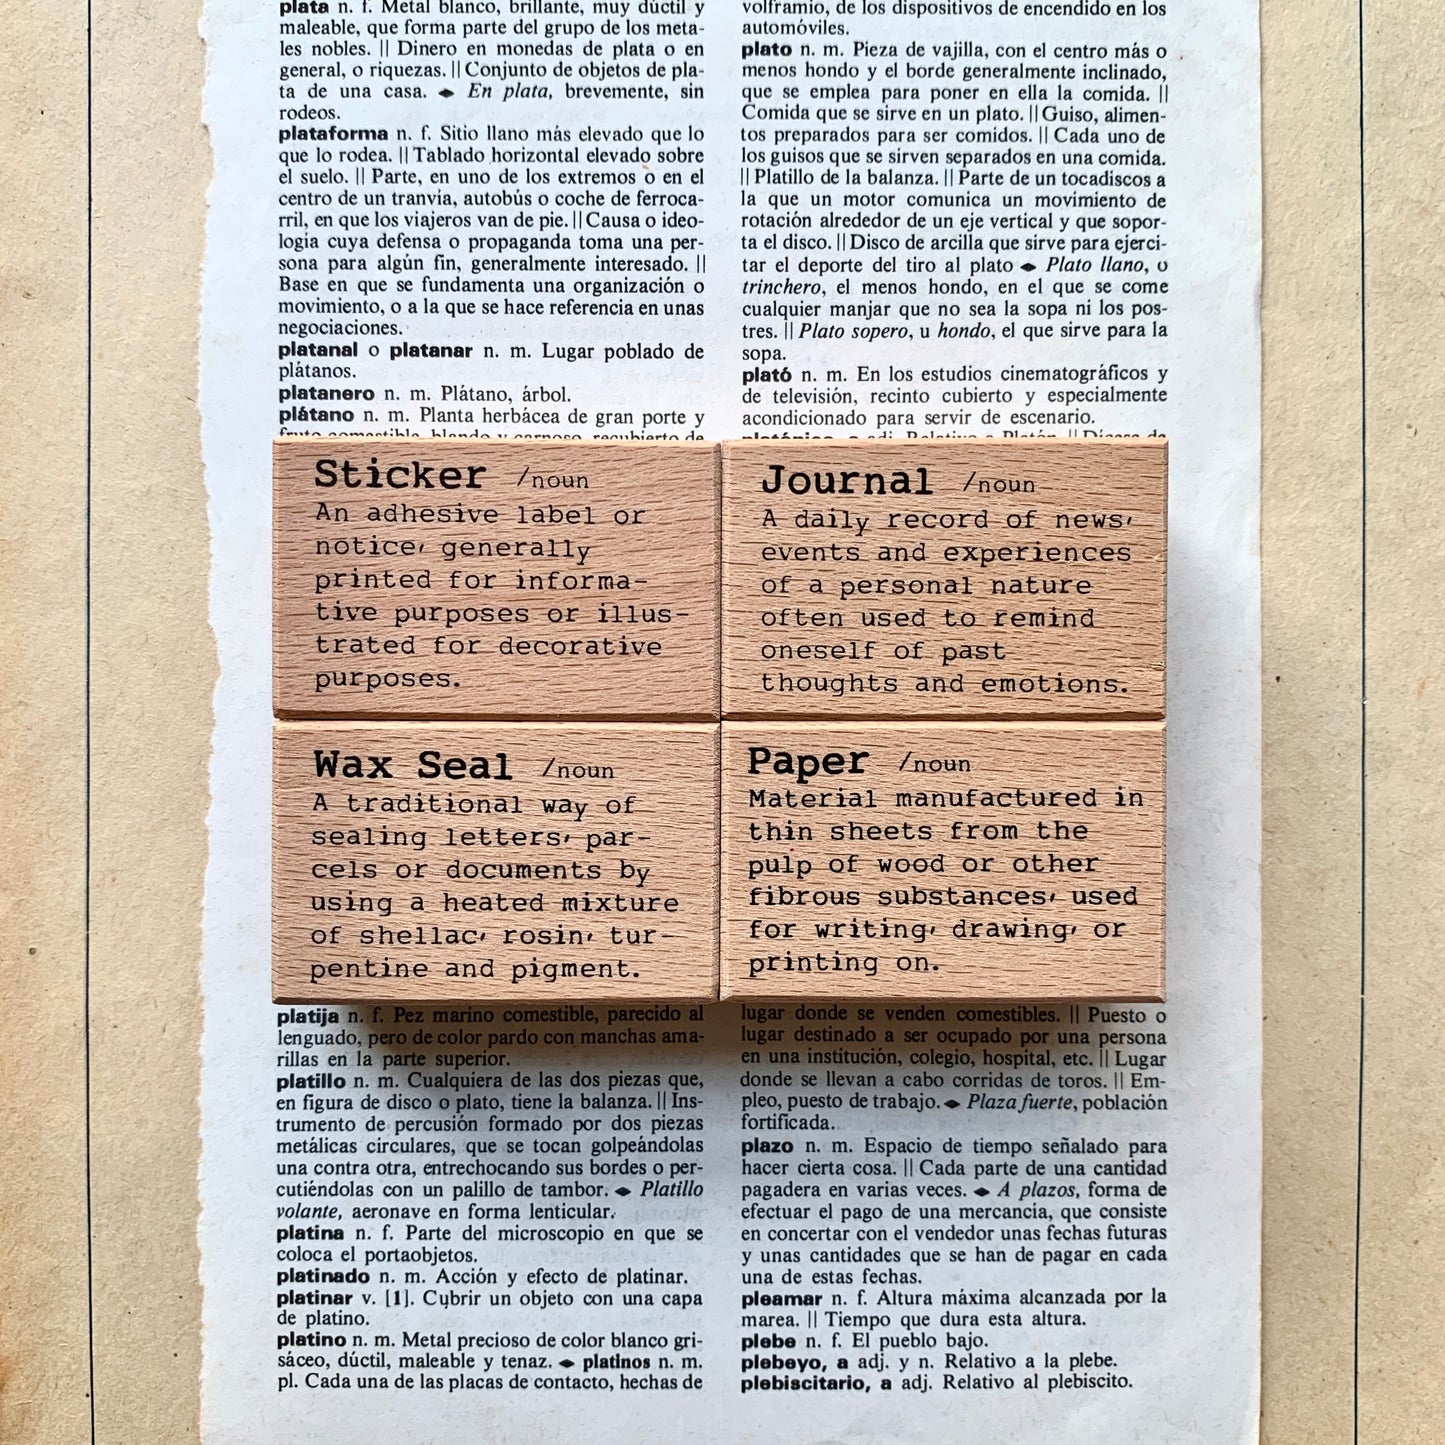 plata n. f. Metal blanco, brillante, muy dúctil y
maleable, que forma parte del grupo de los meta-
les nobles. || Dinero en monedas de plata o en
general, o riquezas. || Conjunto de objetos de pla-
ta de una casa. ◆ En plata, brevemente, sin
rodeos.
plataforma n. f. Sitio llano más elevado que lo
que lo rodea. || Tablado horizontal elevado sobre
el suelo. || Parte, en uno de los extremos o en el
centro de un tranvía, autobús o coche de ferroca-
rril, en que los viajeros van de pie. || Causa o ideo-
logía cuya defensa o propaganda toma una per-
sona para algún fin, generalmente interesado. ||
Base en que se fundamenta una organización o
movimiento, o a la que se hace referencia en unas
negociaciones.
platanal o platanar n. m. Lugar poblado de
plátanos.
platanero n. m. Plátano, árbol.
plátano n. m. Planta herbácea de gran porte y
fruto comestible, blando y carnoso, recubierto de
volframio, de los dispositivos de encendido en los
automóviles.
plato n. m. Pieza de vajilla, con el centro más o
menos hondo y el borde generalmente inclinado,
que se emplea para poner en ella la comida. ||
Comida que se sirve en un plato. || Guiso, alimen-
tos preparados para ser comidos. || Cada uno de
los guisos que se sirven separados en una comida.
|| Platillo de la balanza. || Parte de un tocadiscos a
la que un motor comunica un movimiento de
rotación alrededor de un eje vertical y que sopor-
ta el disco. || Disco de arcilla que sirve para ejerci-
tar el deporte del tiro al plato ◆ Plato llano, o
trinchero, el menos hondo, en el que se come
cualquier manjar que no sea la sopa ni los pos-
tres. || Plato sopero, u hondo, el que sirve para la
sopa.
plató n. m. En los estudios cinematográficos y
de televisión, recinto cubierto y especialmente
acondicionado para servir de escenario.
platónico, a adj. Relativo a Platón. || Dícese de
Sticker /noun
An adhesive label or
notice, generally
printed for informa-
tive purposes or illus-
trated for decorative
purposes.
Journal /noun
A daily record of news,
events and experiences
of a personal nature
often used to remind
oneself of past
thoughts and emotions.
Wax Seal /noun
A traditional way of
sealing letters, par-
cels or documents by
using a heated mixture
of shellac, rosin, tur-
pentine and pigment.
Paper /noun
Material manufactured in
thin sheets from the
pulp of wood or other
fibrous substances, used
for writing, drawing, or
printing on.
platija n. f. Pez marino comestible, parecido al
lenguado, pero de color pardo con manchas ama-
rillas en la parte superior.
platillo n. m. Cualquiera de las dos piezas que,
en figura de disco o plato, tiene la balanza. || Ins-
trumento de percusión formado por dos piezas
metálicas circulares, que se tocan golpeándolas
una contra otra, entrechocando sus bordes o per-
cutiéndolas con un palillo de tambor. ◆ Platillo
volante, aeronave en forma lenticular.
platina n. f. Parte del microscopio en que se
coloca el portaobjetos.
platinado n. m. Acción y efecto de platinar.
platinar v. [1]. Cubrir un objeto con una capa
de platino.
platino n. m. Metal precioso de color blanco gri-
sáceo, dúctil, maleable y tenaz. ◆ platinos n. m.
pl. Cada una de las placas de contacto, hechas de
lugar donde se venden comestibles. || Puesto o
lugar destinado a ser ocupado por una persona
en una institución, colegio, hospital, etc. || Lugar
donde se llevan a cabo corridas de toros. || Em-
pleo, puesto de trabajo. ◆ Plaza fuerte, población
fortificada.
plazo n. m. Espacio de tiempo señalado para
hacer cierta cosa. || Cada parte de una cantidad
pagadera en varias veces. ◆ A plazos, forma de
efectuar el pago de una mercancía, que consiste
en concertar con el vendedor unas fechas futuras
y unas cantidades que se han de pagar en cada
una de estas fechas.
pleamar n. f. Altura máxima alcanzada por la
marea. || Tiempo que dura esta altura.
plebe n. f. El pueblo bajo.
plebeyo, a adj. y n. Relativo a la plebe.
plebiscitario, a adj. Relativo al plebiscito.